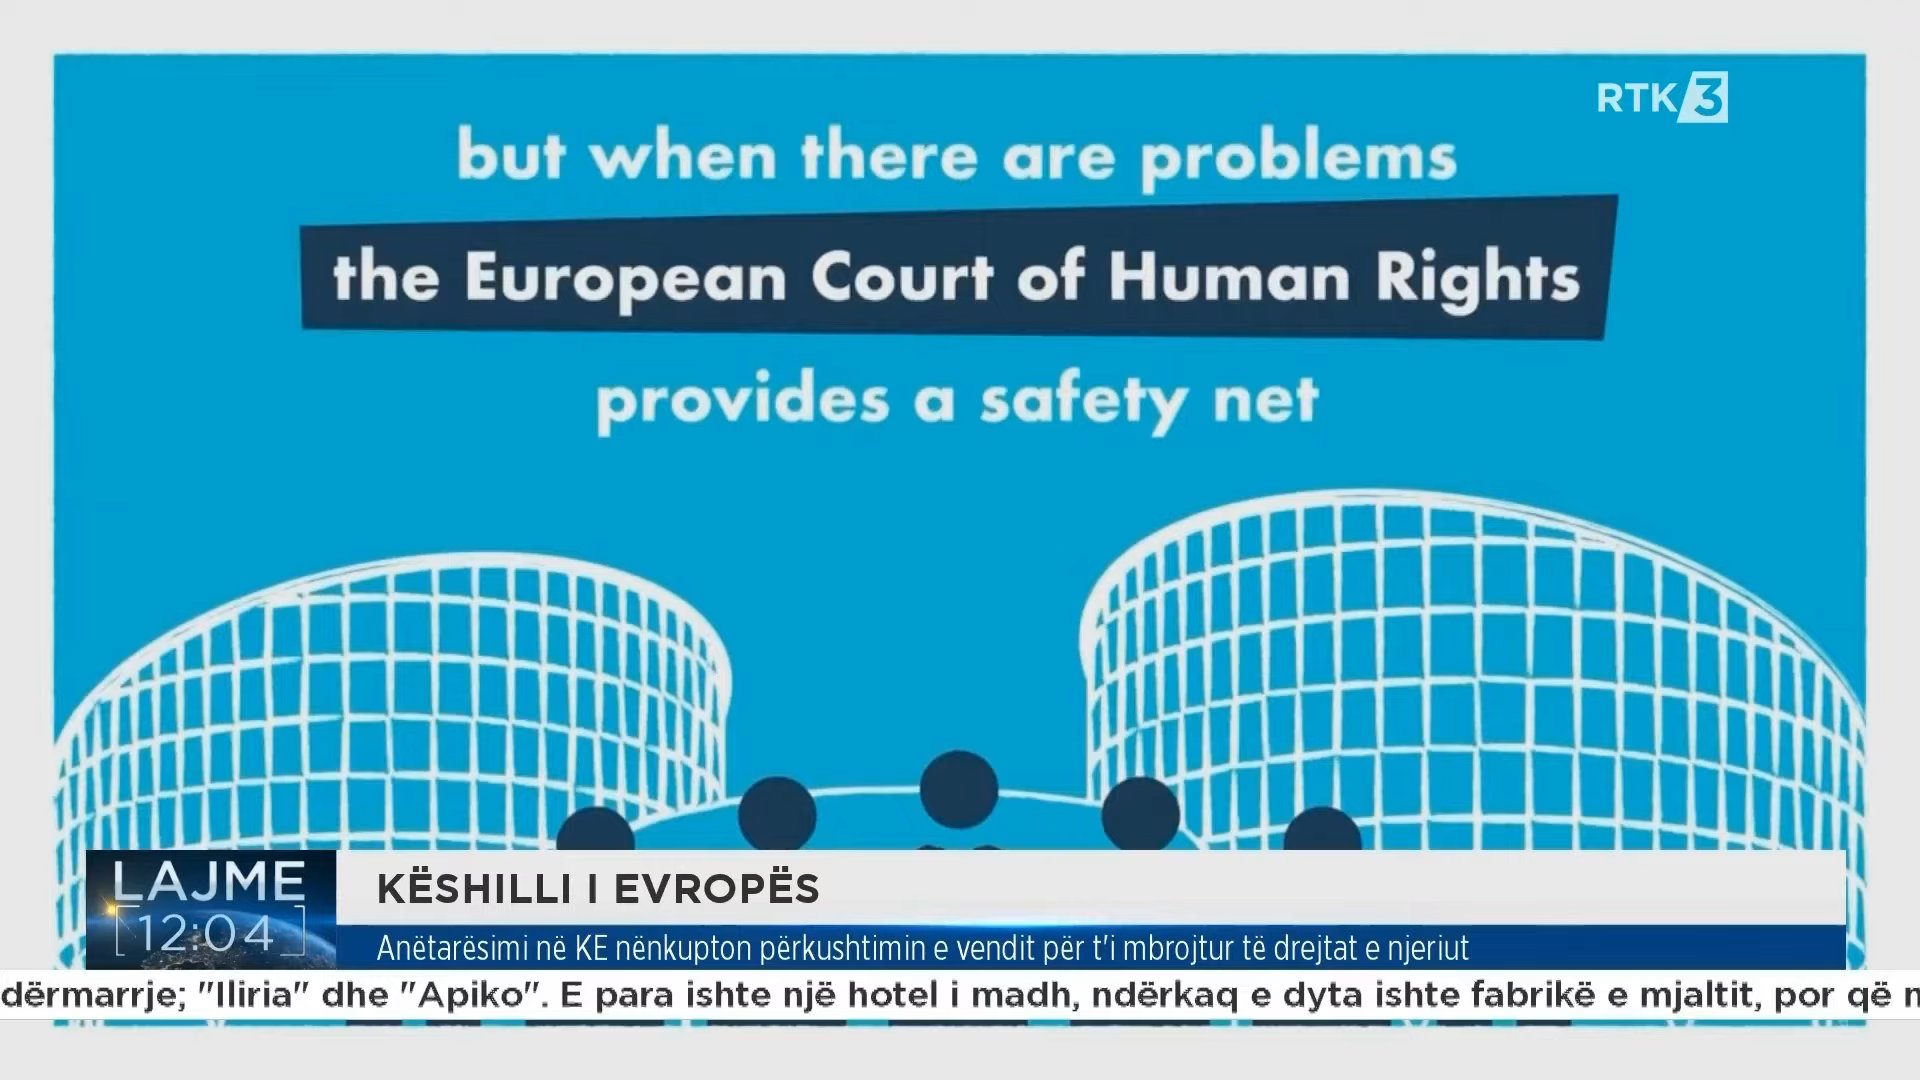 RTK 3
but when there are problems
the European Court of Human Rights
provides a safety net
LAJME
12:04
KËSHILLI I EVROPËS
Anëtarësimi në KE nënkupton përkushtimin e vendit për t'i mbrojtur të drejtat e njeriut
dërmarrje; "Iliria" dhe "Apiko". E para ishte një hotel i madh, ndërkaq e dyta ishte fabrikë e mjaltit, por që